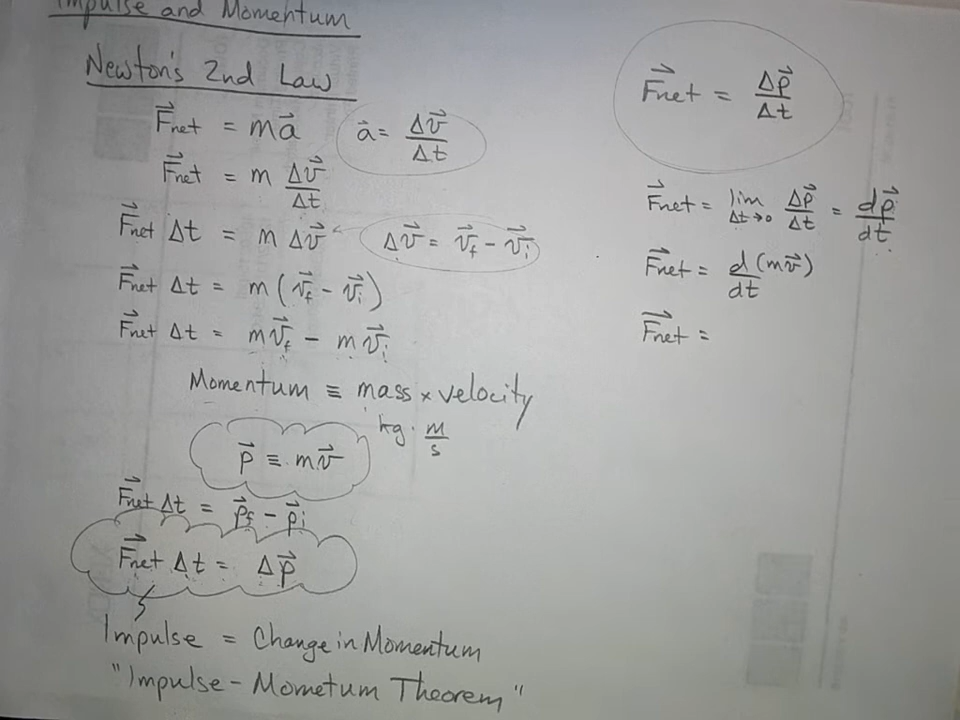 Impulse and Momentum
Newton's 2nd Law
F⃗net = ma⃗
a⃗ = Δv⃗/Δt
F⃗net = m Δv⃗/Δt
F⃗net Δt = m Δv⃗
Δv⃗ = v⃗f − v⃗i
F⃗net Δt = m(v⃗f − v⃗i)
F⃗net Δt = mv⃗f − mv⃗i
Momentum ≡ mass × velocity
kg · m/s
p⃗ ≡ mv⃗
F⃗net Δt = p⃗f − p⃗i
F⃗net Δt = Δp⃗
Impulse = Change in Momentum
"Impulse - Mometum Theorem"
F⃗net = Δp⃗/Δt
F⃗net = lim Δt→0 Δp⃗/Δt = dp⃗/dt
F⃗net = d(mv⃗)/dt
F⃗net =